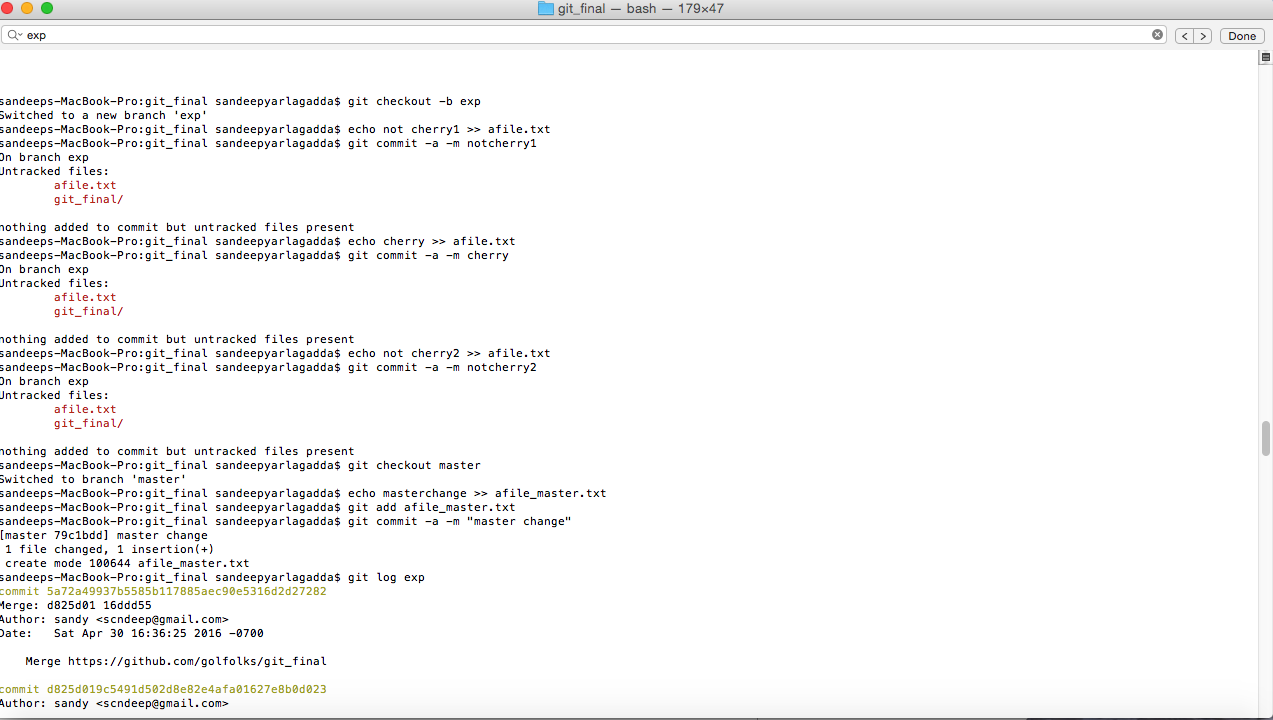 git_final — bash — 179×47
exp
< > Done
sandeeps-MacBook-Pro:git_final sandeepyarlagadda$ git checkout -b exp
Switched to a new branch 'exp'
sandeeps-MacBook-Pro:git_final sandeepyarlagadda$ echo not cherry1 >> afile.txt
sandeeps-MacBook-Pro:git_final sandeepyarlagadda$ git commit -a -m notcherry1
On branch exp
Untracked files:
afile.txt
git_final/
nothing added to commit but untracked files present
sandeeps-MacBook-Pro:git_final sandeepyarlagadda$ echo cherry >> afile.txt
sandeeps-MacBook-Pro:git_final sandeepyarlagadda$ git commit -a -m cherry
On branch exp
Untracked files:
afile.txt
git_final/
nothing added to commit but untracked files present
sandeeps-MacBook-Pro:git_final sandeepyarlagadda$ echo not cherry2 >> afile.txt
sandeeps-MacBook-Pro:git_final sandeepyarlagadda$ git commit -a -m notcherry2
On branch exp
Untracked files:
afile.txt
git_final/
nothing added to commit but untracked files present
sandeeps-MacBook-Pro:git_final sandeepyarlagadda$ git checkout master
Switched to branch 'master'
sandeeps-MacBook-Pro:git_final sandeepyarlagadda$ echo masterchange >> afile_master.txt
sandeeps-MacBook-Pro:git_final sandeepyarlagadda$ git add afile_master.txt
sandeeps-MacBook-Pro:git_final sandeepyarlagadda$ git commit -a -m "master change"
[master 79c1bdd] master change
1 file changed, 1 insertion(+)
create mode 100644 afile_master.txt
sandeeps-MacBook-Pro:git_final sandeepyarlagadda$ git log exp
commit 5a72a49937b5585b117885aec90e5316d2d27282
Merge: d825d01 16ddd55
Author: sandy <scndeep@gmail.com>
Date: Sat Apr 30 16:36:25 2016 -0700
Merge https://github.com/golfolks/git_final
commit d825d019c5491d502d8e82e4afa01627e8b0d023
Author: sandy <scndeep@gmail.com>